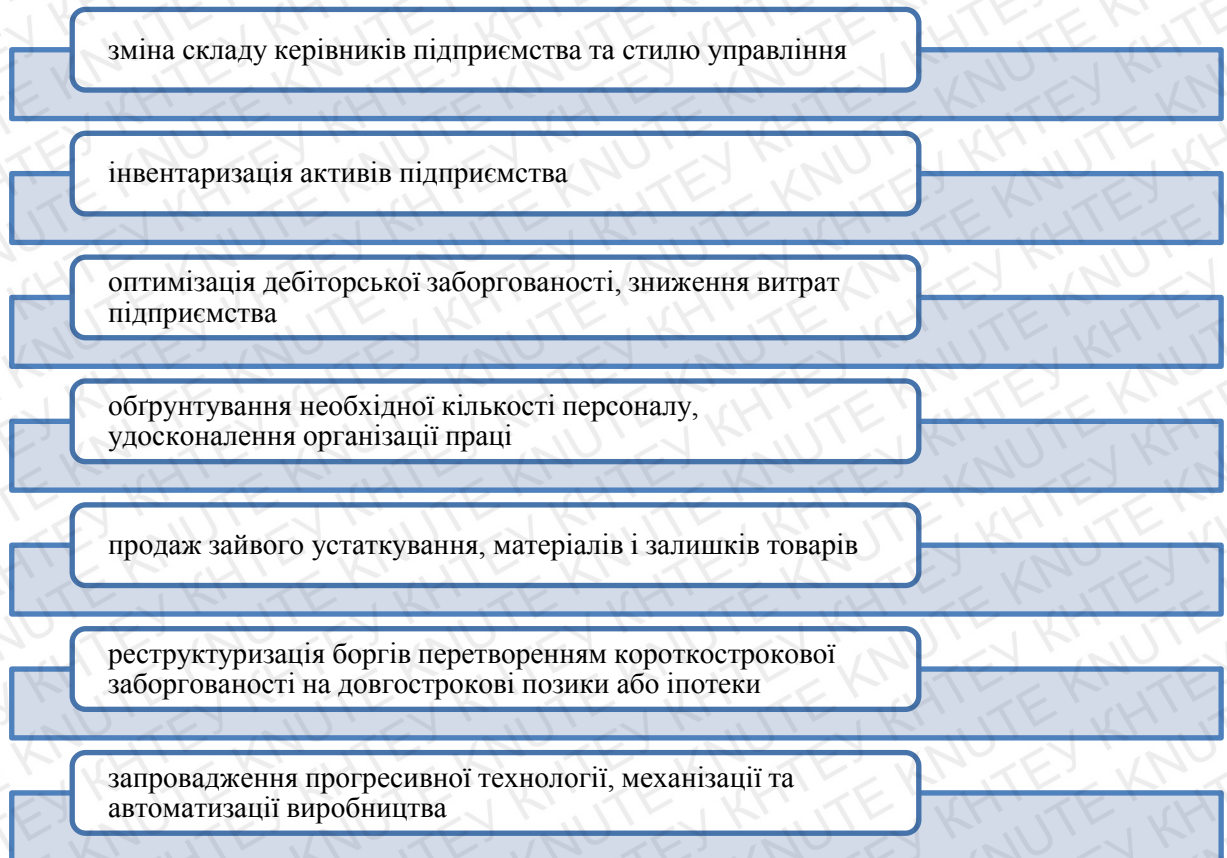 зміна складу керівників підприємства та стилю управління
інвентаризація активів підприємства
оптимізація дебіторської заборгованості, зниження витрат
підприємства
обґрунтування необхідної кількості персоналу,
удосконалення організації праці
продаж зайвого устаткування, матеріалів і залишків товарів
реструктуризація боргів перетворенням короткострокової
заборгованості на довгострокові позики або іпотеки
запровадження прогресивної технології, механізації та
автоматизації виробництва